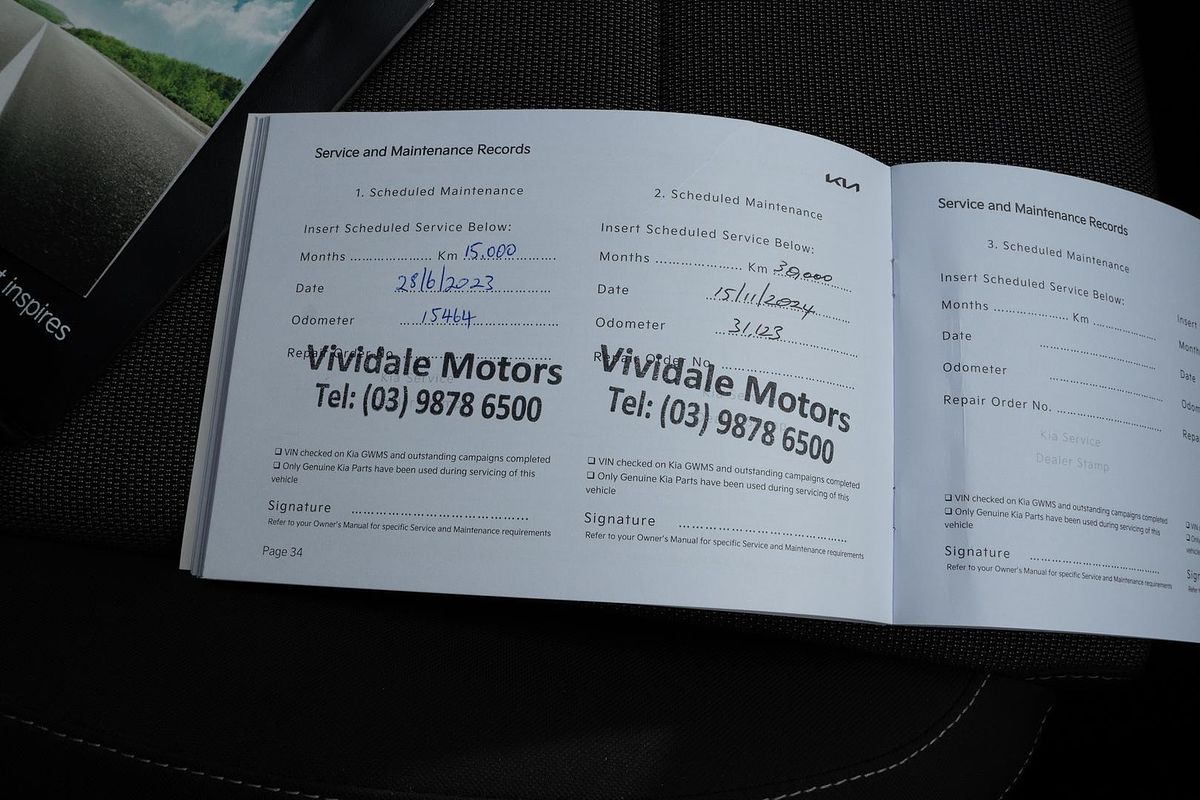 t inspires
Service and Maintenance Records
1. Scheduled Maintenance
Insert Scheduled Service Below:
Months .................... Km 15.000
Date 28/6/2023
Odometer 15464
Repair Order No.
Kia Service
Vividale Motors
Tel: (03) 9878 6500
❑ VIN checked on Kia GWMS and outstanding campaigns completed
❑ Only Genuine Kia Parts have been used during servicing of this
vehicle
Signature ................................................
Refer to your Owner's Manual for specific Service and Maintenance requirements
Page 34
KIA
2. Scheduled Maintenance
Insert Scheduled Service Below:
Months ...................... Km 30,000
Date 15/11/2024
Odometer 31,123
Repair Order No.
Vividale Motors
Tel: (03) 9878 6500
❑ VIN checked on Kia GWMS and outstanding campaigns completed
❑ Only Genuine Kia Parts have been used during servicing of this
vehicle
Signature ................................................
Refer to your Owner's Manual for specific Service and Maintenance requirements
Service and Maintenance Records
3. Scheduled Maintenance
Insert Scheduled Service Below:
Months .................... Km ................
Date ................................
Odometer ................................
Repair Order No. ...........................
Kia Service
Dealer Stamp
❑ VIN checked on Kia GWMS and outstanding campaigns completed
❑ Only Genuine Kia Parts have been used during servicing of this
vehicle
Signature ........................................
Refer to your Owner's Manual for specific Service and Maintenance requirements